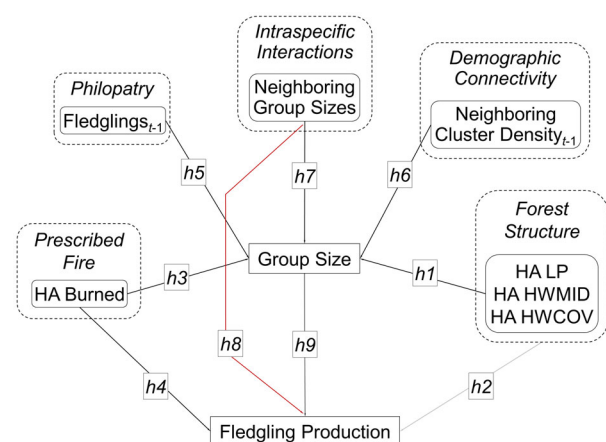 Intraspecific
Interactions
Neighboring
Group Sizes
Demographic
Connectivity
Neighboring
Cluster Density t-1
Philopatry
Fledglings t-1
h5
h7
h6
Forest
Structure
HA LP
HA HWMID
HA HWCOV
Prescribed
Fire
HA Burned
h3
Group Size
h1
h8
h9
h4
h2
Fledgling Production